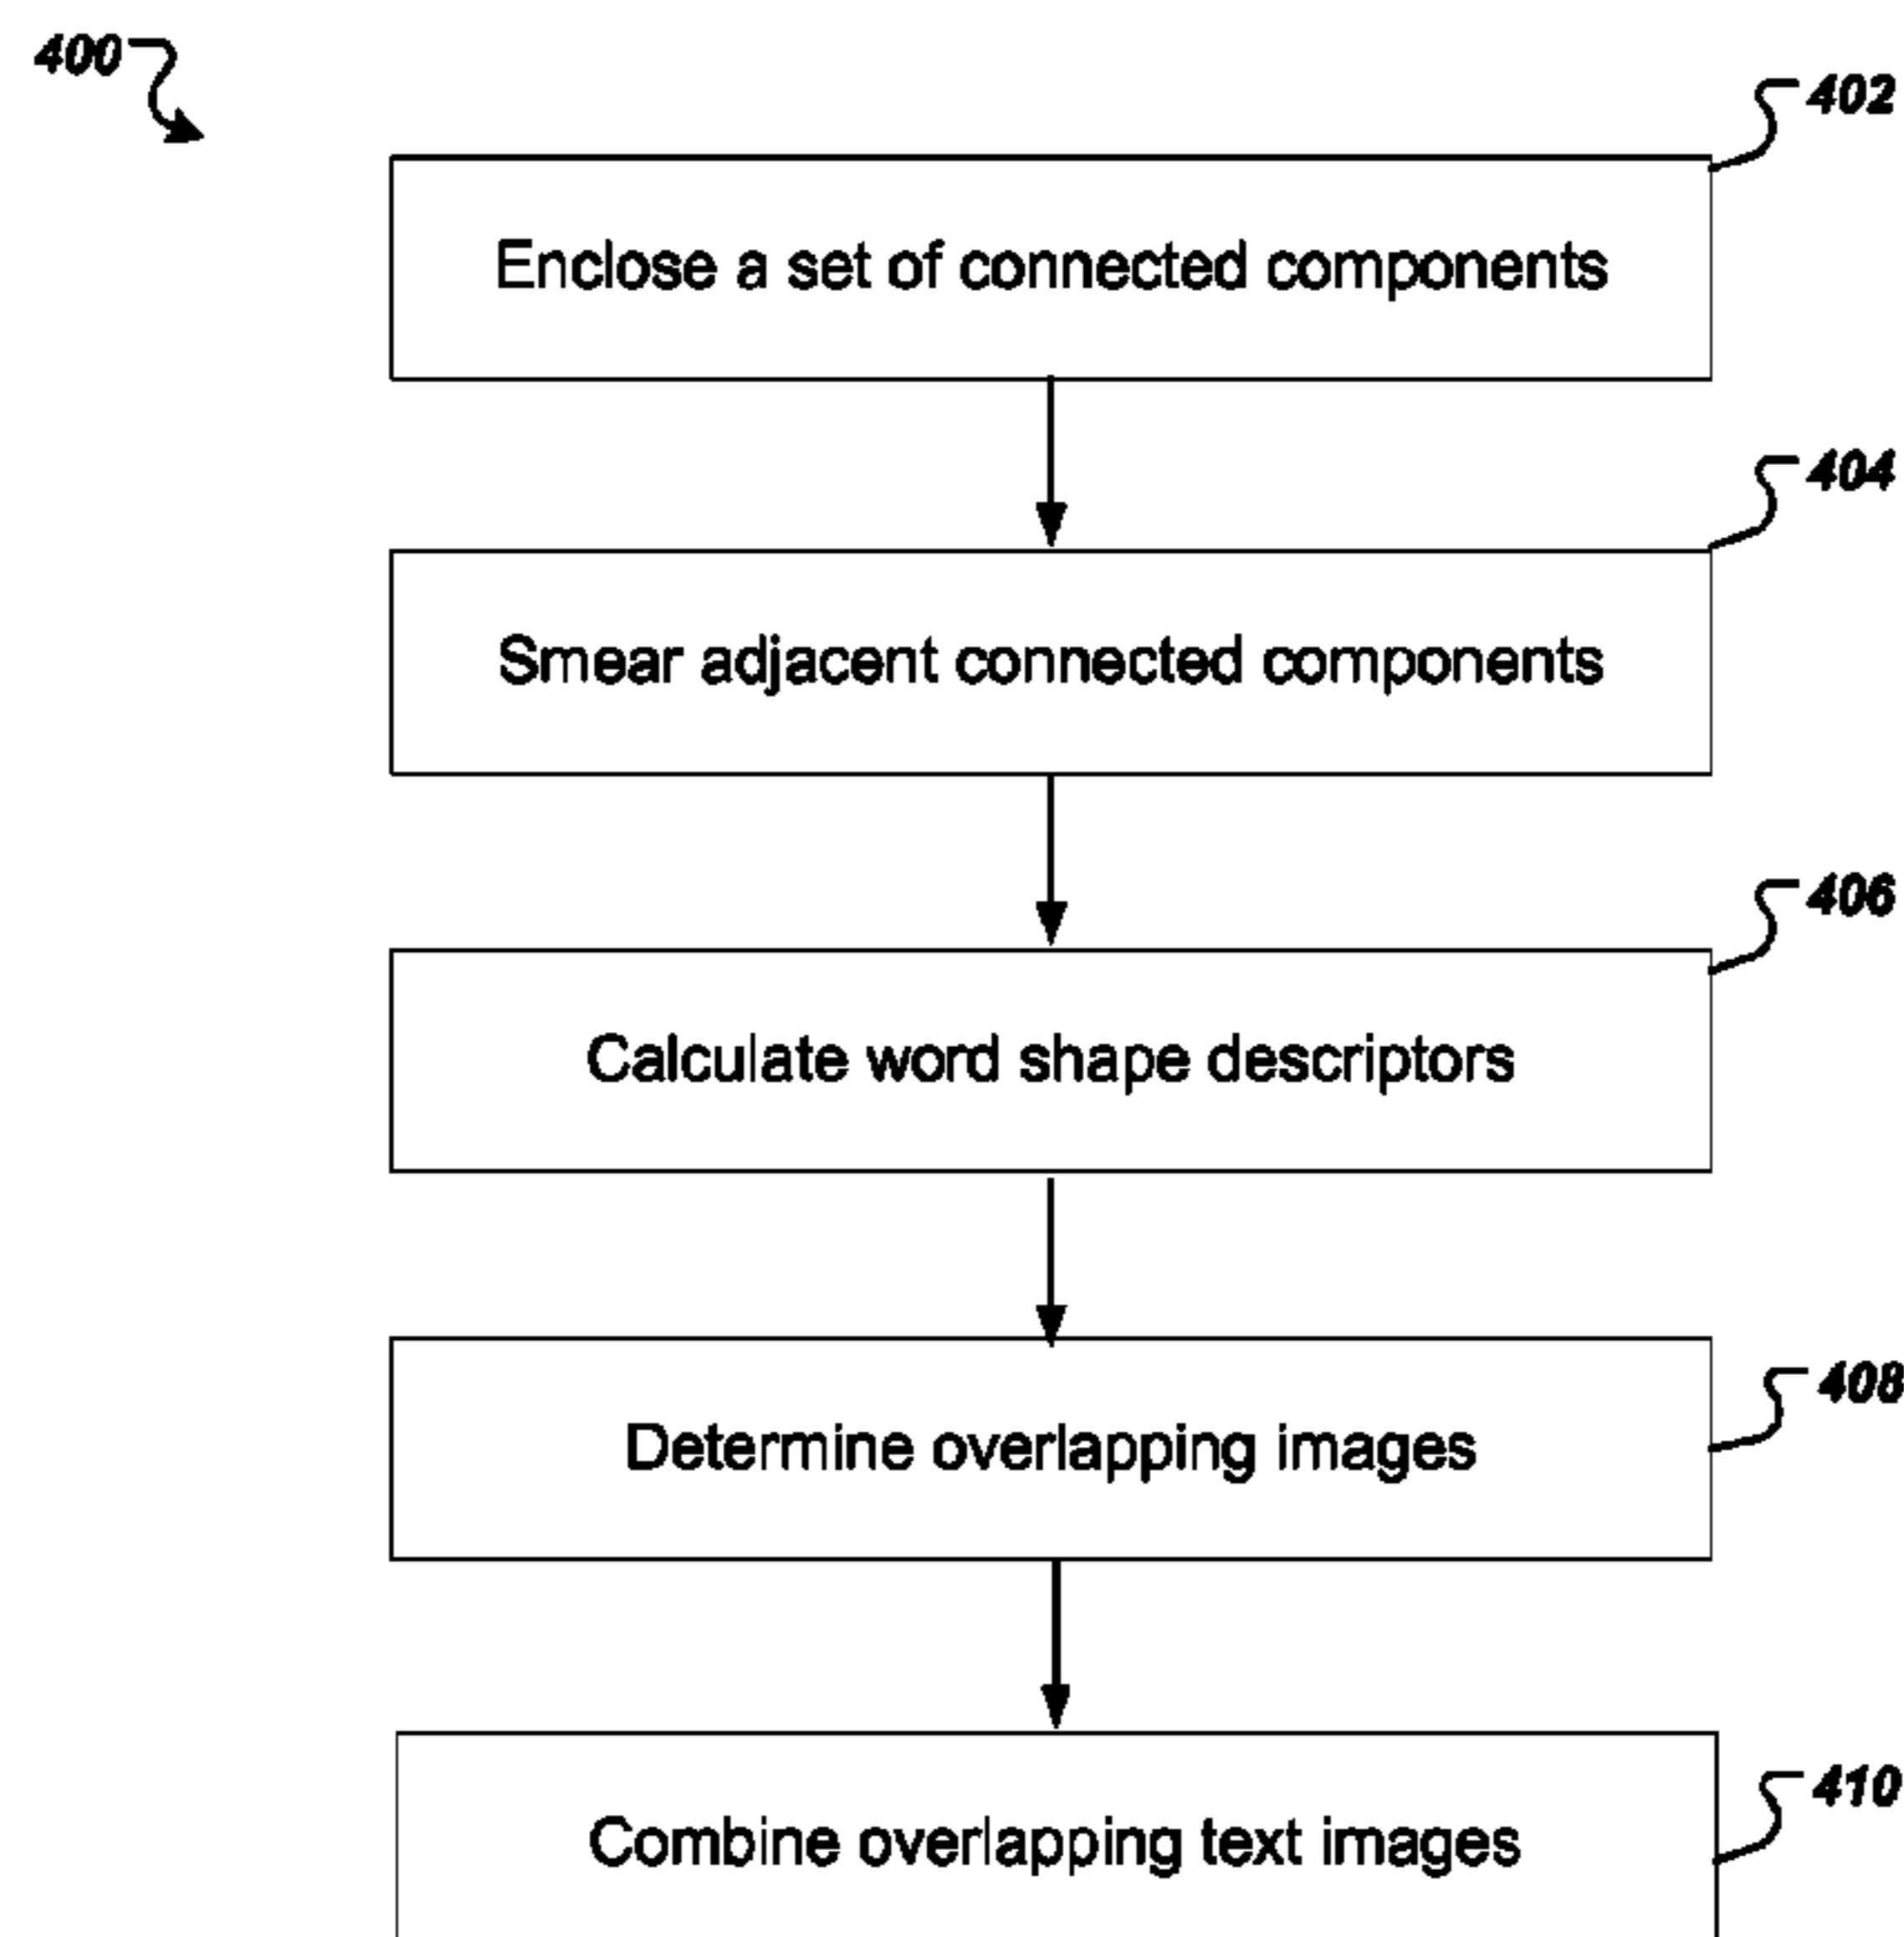 400
402
Enclose a set of connected components
404
Smear adjacent connected components
406
Calculate word shape descriptors
408
Determine overlapping images
410
Combine overlapping text images